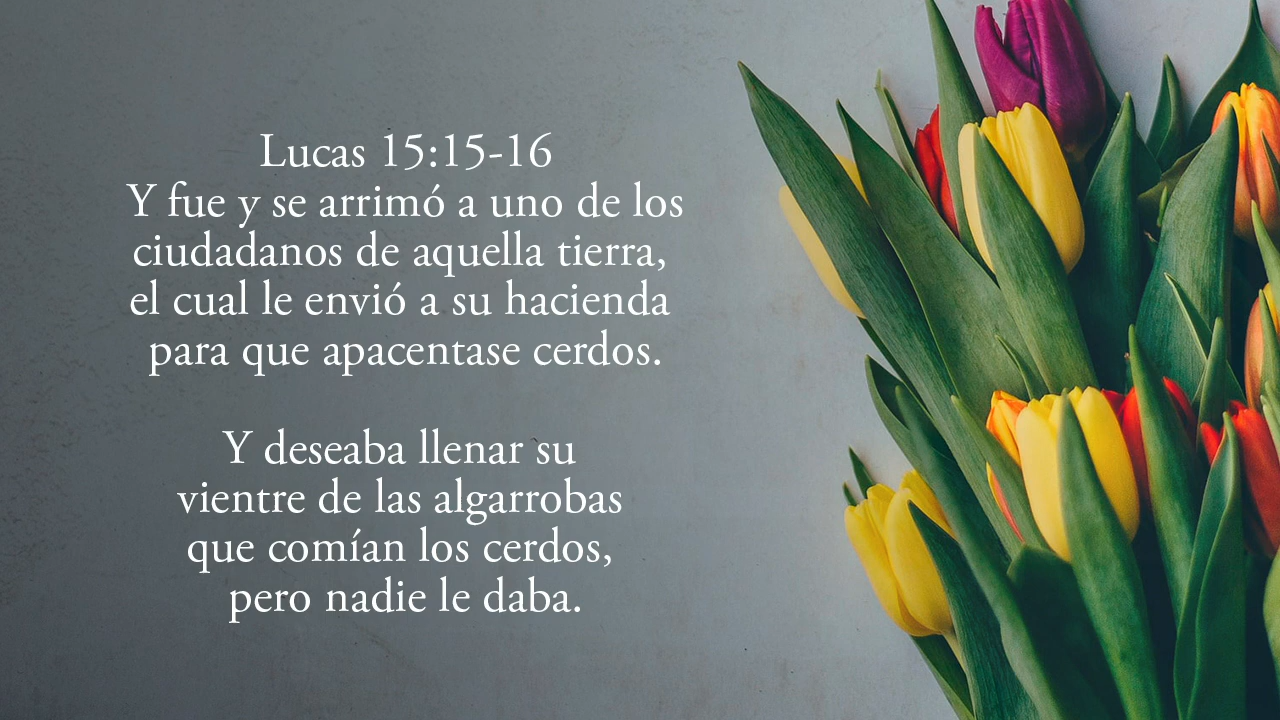 Lucas 15:15-16
Y fue y se arrimó a uno de los
ciudadanos de aquella tierra,
el cual le envió a su hacienda
para que apacentase cerdos.
Y deseaba llenar su
vientre de las algarrobas
que comían los cerdos,
pero nadie le daba.